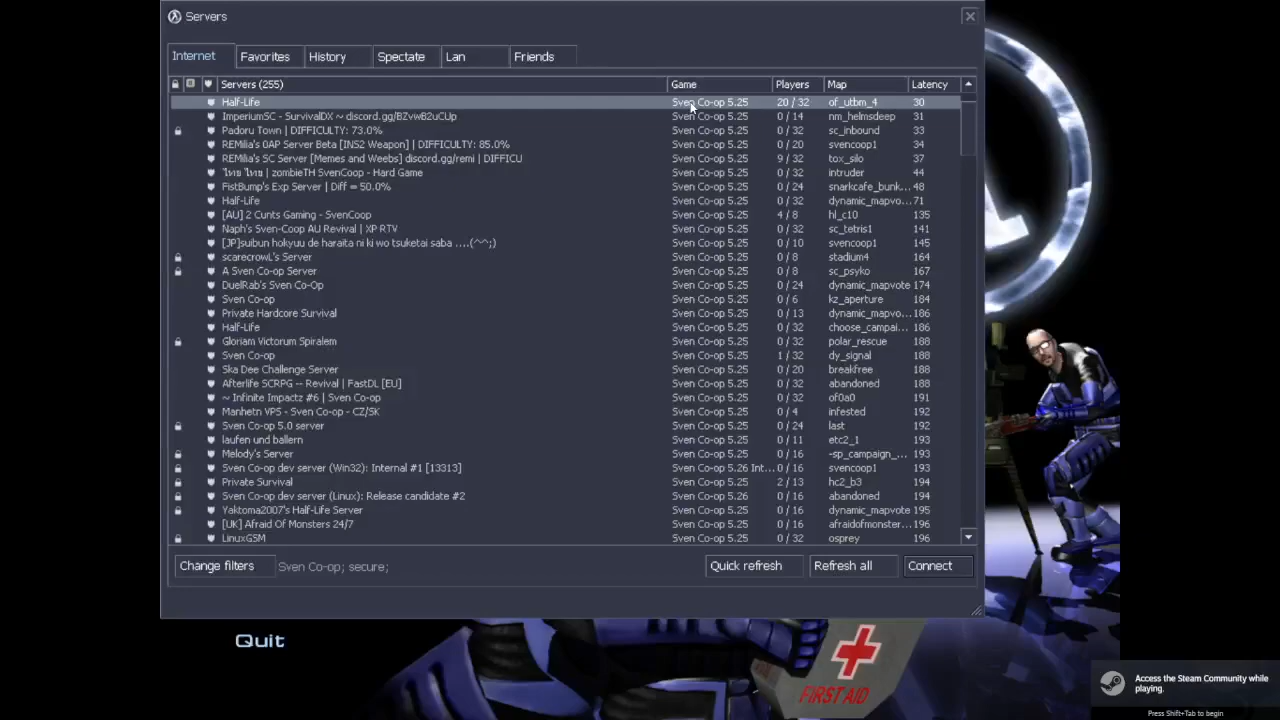 Servers
Internet Favorites History Spectate Lan Friends
Servers (255) Game Players Map Latency
Half-Life Sven Co-op 5.25 20 / 32 of_utbm_4 30
ImperiumSC - SurvivalDX ~ discord.gg/BZvwB2uCUp Sven Co-op 5.25 0 / 14 nm_helmsdeep 31
Padoru Town | DIFFICULTY: 73.0% Sven Co-op 5.25 0 / 32 sc_inbound 33
REMilia's 0AP Server Beta [INS2 Weapon] | DIFFICULTY: 85.0% Sven Co-op 5.25 0 / 20 svencoop1 34
REMilia's SC Server [Memes and Weebs] discord.gg/remi | DIFFICU Sven Co-op 5.25 9 / 32 tox_silo 37
ไทย ไทย | zombieTH SvenCoop - Hard Game Sven Co-op 5.25 0 / 32 intruder 44
FistBump's Exp Server | Diff = 50.0% Sven Co-op 5.25 0 / 24 snarkcafe_bunk... 48
Half-Life Sven Co-op 5.25 0 / 32 dynamic_mapvo... 71
[AU] 2 Cunts Gaming - SvenCoop Sven Co-op 5.25 4 / 8 hl_c10 135
Naph's Sven-Coop AU Revival | XP RTV Sven Co-op 5.25 0 / 32 sc_tetris1 141
[JP]suibun hokyuu de haraita ni ki wo tsuketai saba ....(^^;) Sven Co-op 5.25 0 / 10 svencoop1 145
scarecrowL's Server Sven Co-op 5.25 0 / 8 stadium4 164
A Sven Co-op Server Sven Co-op 5.25 0 / 8 sc_psyko 167
DuelRab's Sven Co-Op Sven Co-op 5.25 0 / 24 dynamic_mapvote 174
Sven Co-op Sven Co-op 5.25 0 / 6 kz_aperture 184
Private Hardcore Survival Sven Co-op 5.25 0 / 13 dynamic_mapvo... 186
Half-Life Sven Co-op 5.25 0 / 32 choose_campai... 186
Gloriam Victorum Spiralem Sven Co-op 5.25 0 / 32 polar_rescue 188
Sven Co-op Sven Co-op 5.25 1 / 32 dy_signal 188
Ska Dee Challenge Server Sven Co-op 5.25 0 / 20 breakfree 188
Afterlife SCRPG -- Revival | FastDL [EU] Sven Co-op 5.25 0 / 32 abandoned 188
~ Infinite Impactz #6 | Sven Co-op Sven Co-op 5.25 0 / 32 of0a0 191
Manhetn VPS - Sven Co-op - CZ/SK Sven Co-op 5.25 0 / 4 infested 192
Sven Co-op 5.0 server Sven Co-op 5.25 0 / 24 last 192
laufen und ballern Sven Co-op 5.25 0 / 11 etc2_1 193
Melody's Server Sven Co-op 5.25 0 / 16 -sp_campaign_... 193
Sven Co-op dev server (Win32): Internal #1 [13313] Sven Co-op 5.26 Int... 0 / 16 svencoop1 193
Private Survival Sven Co-op 5.25 2 / 13 hc2_b3 194
Sven Co-op dev server (Linux): Release candidate #2 Sven Co-op 5.26 0 / 16 abandoned 194
Yaktoma2007's Half-Life Server Sven Co-op 5.25 0 / 16 dynamic_mapvote 195
[UK] Afraid Of Monsters 24/7 Sven Co-op 5.25 0 / 16 afraidofmonster... 196
LinuxGSM Sven Co-op 5.25 0 / 32 osprey 196
Change filters Sven Co-op; secure; Quick refresh Refresh all Connect
Quit
FIRST AID
Access the Steam Community while
playing.
Press Shift+Tab to begin